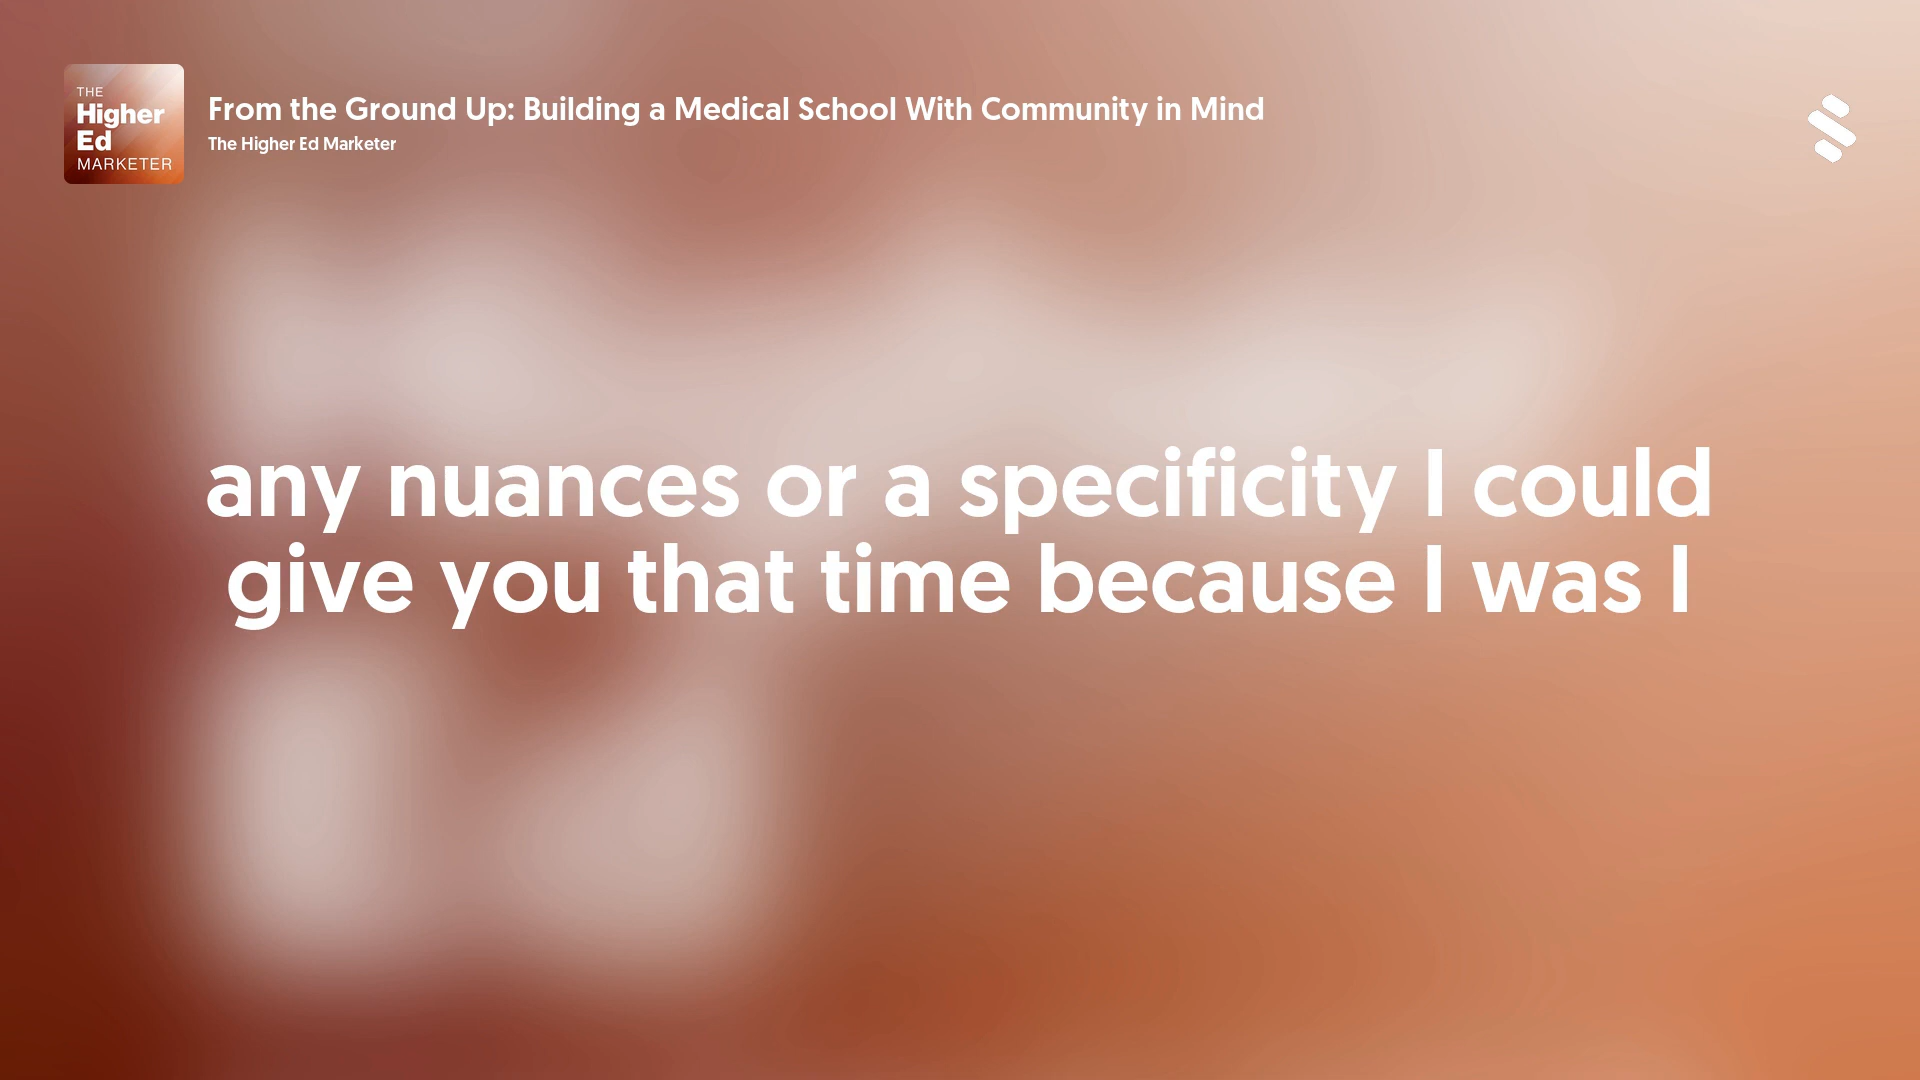 THE
Higher
Ed
MARKETER
From the Ground Up: Building a Medical School With Community in Mind
The Higher Ed Marketer
any nuances or a specificity I could
give you that time because I was I